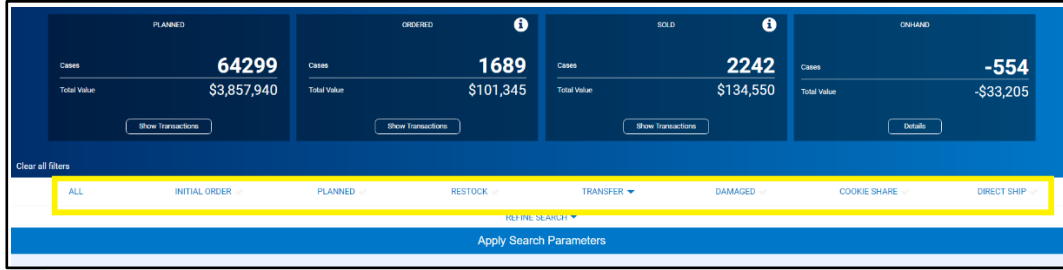 PLANNED ORDERED SOLD ONHAND
Cases 64299 Cases 1689 Cases 2242 Cases -554
Total Value $3,857,940 Total Value $101,345 Total Value $134,550 Total Value -$33,205
Show Transactions Show Transactions Show Transactions Details
Clear all filters
ALL INITIAL ORDER PLANNED RESTOCK TRANSFER DAMAGED COOKIE SHARE DIRECT SHIP
REFINE SEARCH
Apply Search Parameters